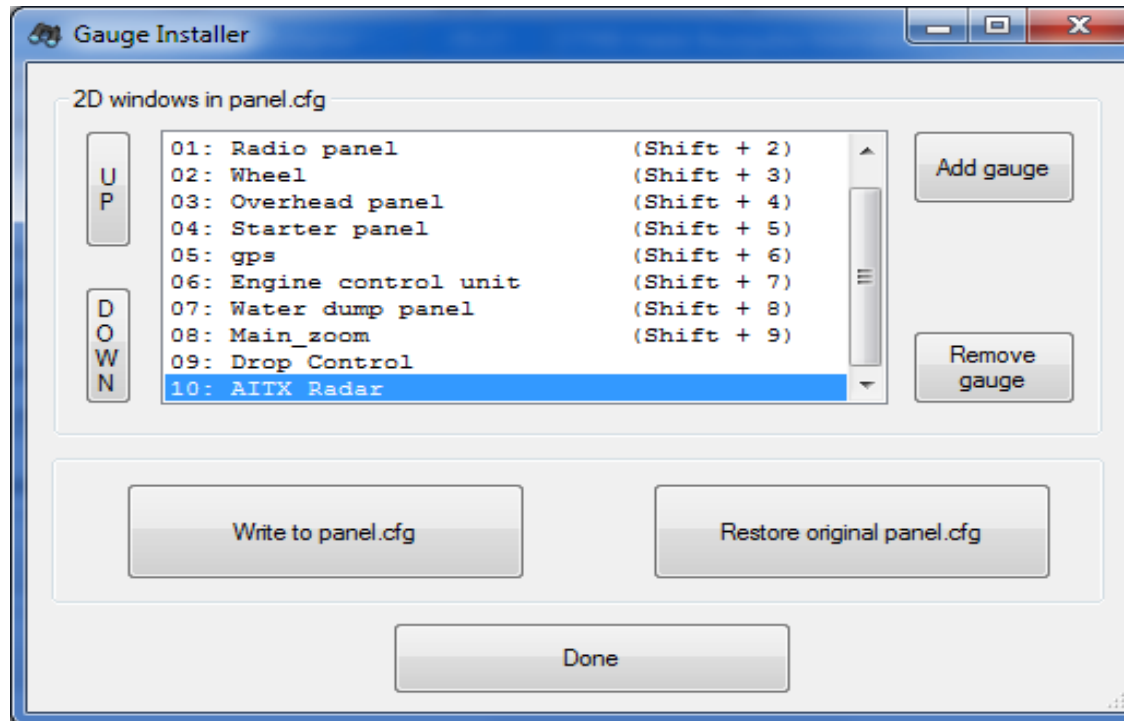 Gauge Installer
2D windows in panel.cfg
UP
DOWN
01: Radio panel (Shift + 2)
02: Wheel (Shift + 3)
03: Overhead panel (Shift + 4)
04: Starter panel (Shift + 5)
05: gps (Shift + 6)
06: Engine control unit (Shift + 7)
07: Water dump panel (Shift + 8)
08: Main_zoom (Shift + 9)
09: Drop Control
10: AITX Radar
Add gauge
Remove
gauge
Write to panel.cfg
Restore original panel.cfg
Done